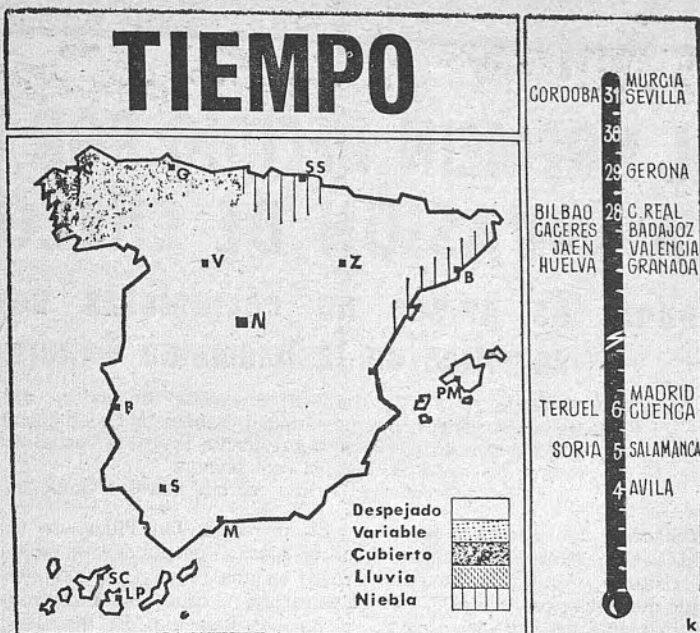 TIEMPO
G
SS
V
Z
B
N
PM
B
S
M
SC
LP
Despejado
Variable
Cubierto
Lluvia
Niebla
CORDOBA 31 MURCIA
SEVILLA
30
29 GERONA
BILBAO 28 C.REAL
CACERES BADAJOZ
JAEN VALENCIA
HUELVA GRANADA
TERUEL 6 MADRID
CUENCA
SORIA 5 SALAMANCA
4 AVILA
K